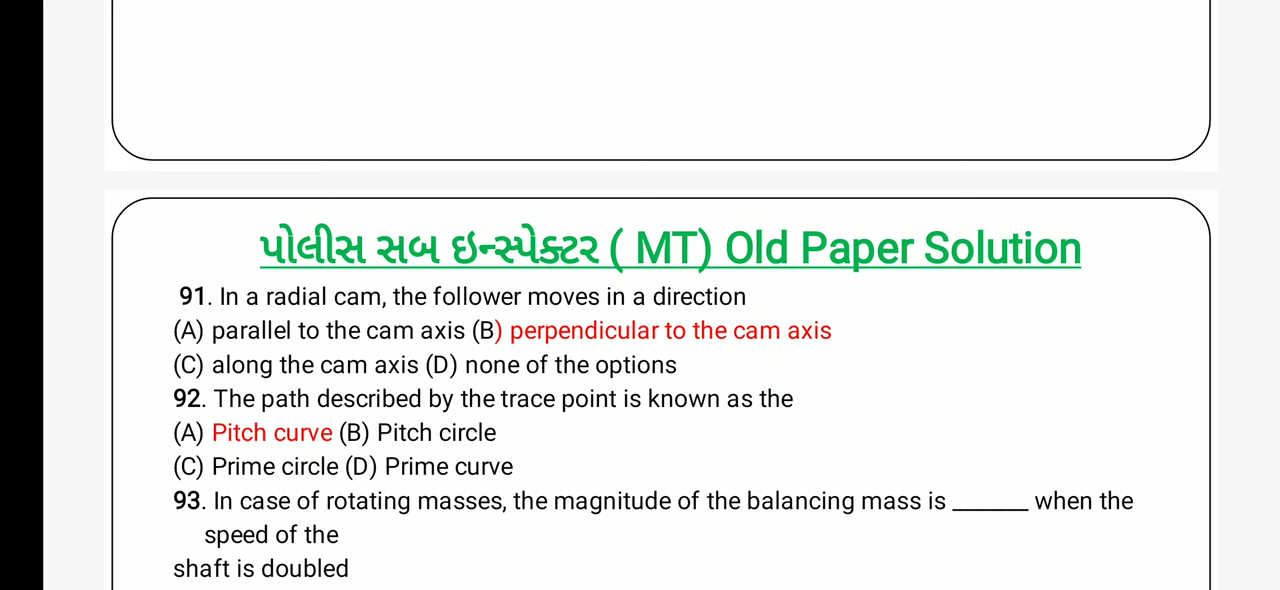 પોલીસ સબ ઇન્સ્પેક્ટર ( MT) Old Paper Solution
91. In a radial cam, the follower moves in a direction
(A) parallel to the cam axis (B) perpendicular to the cam axis
(C) along the cam axis (D) none of the options
92. The path described by the trace point is known as the
(A) Pitch curve (B) Pitch circle
(C) Prime circle (D) Prime curve
93. In case of rotating masses, the magnitude of the balancing mass is ______ when the
speed of the
shaft is doubled